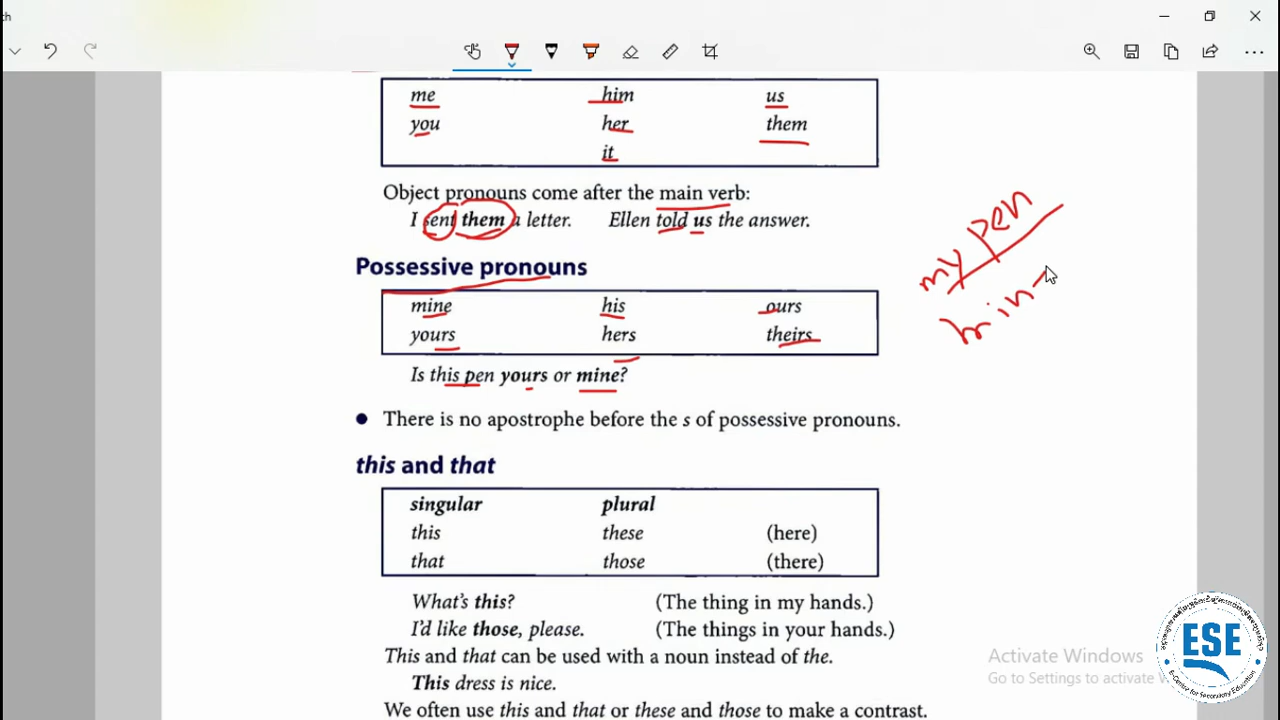 th
me him us
you her them
it
Object pronouns come after the main verb:
I sent them a letter. Ellen told us the answer.
Possessive pronouns
mine his ours
yours hers theirs
Is this pen yours or mine?
● There is no apostrophe before the s of possessive pronouns.
this and that
singular plural
this these (here)
that those (there)
What's this? (The thing in my hands.)
I'd like those, please. (The things in your hands.)
This and that can be used with a noun instead of the.
This dress is nice.
We often use this and that or these and those to make a contrast.
my pen
min
Activate Windows
Go to Settings to activate W
ESE